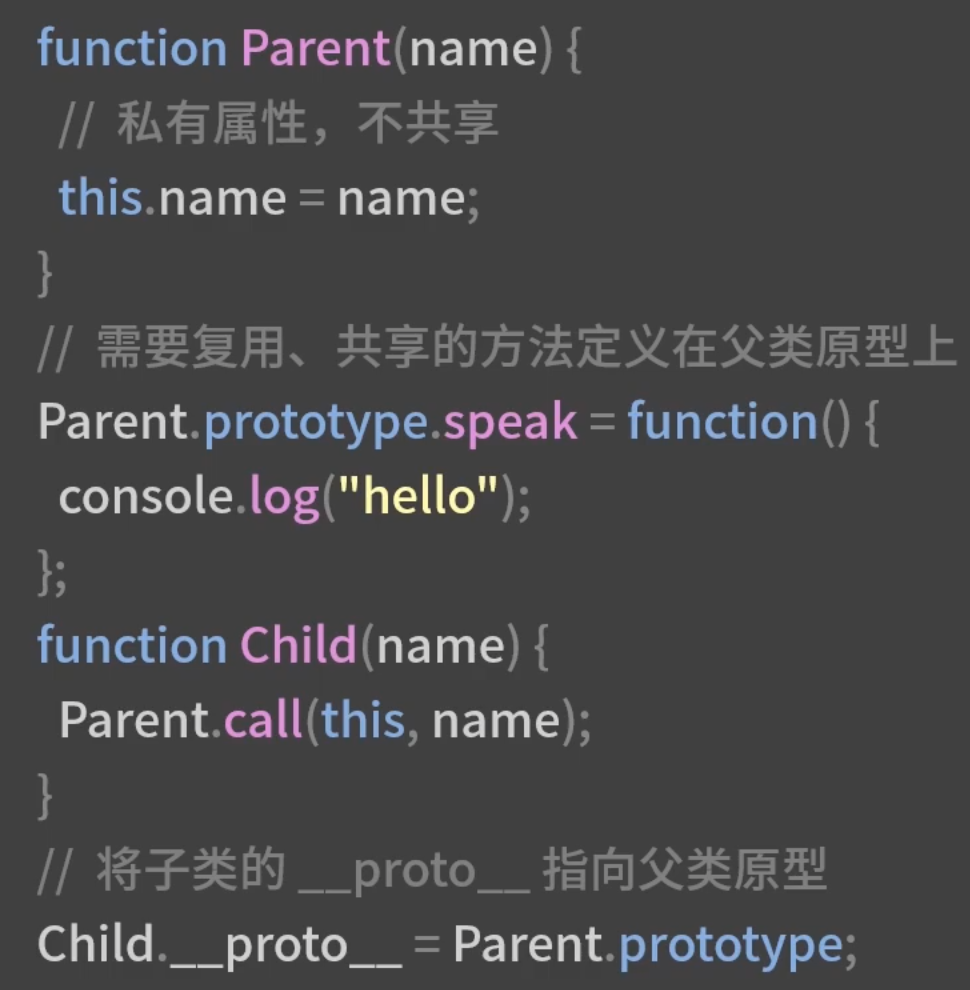 function Parent(name) {
  // 私有属性，不共享
  this.name = name;
}
// 需要复用、共享的方法定义在父类原型上
Parent.prototype.speak = function() {
  console.log("hello");
};
function Child(name) {
  Parent.call(this, name);
}
// 将子类的 __proto__ 指向父类原型
Child.__proto__ = Parent.prototype;